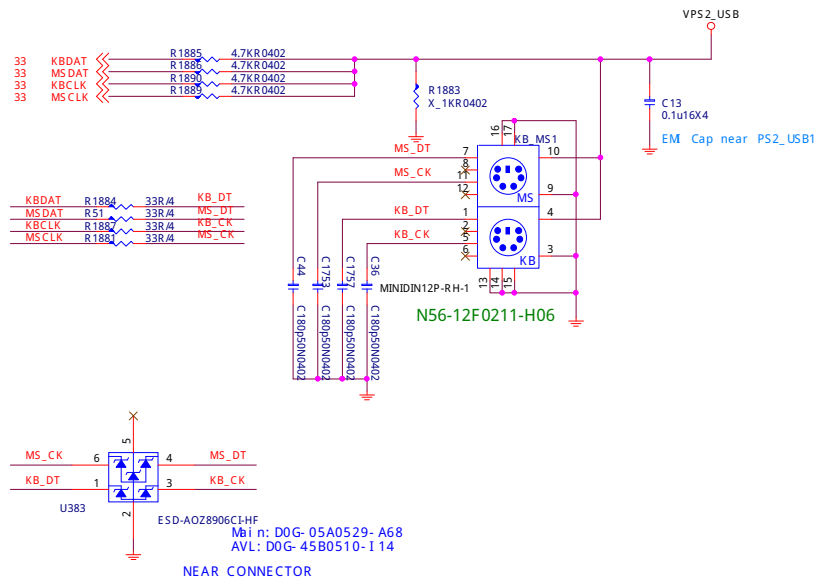 VPS2_USB
33 KBDAT R1885 4.7KR0402
33 MSDAT R1886 4.7KR0402
33 KBCLK R1890 4.7KR0402
33 MSCLK R1889 4.7KR0402
R1883
X_1KR0402
C13
0.1u16X4
EMI Cap near PS2_USB1
16 17 KB_MS1
MS_DT 7 10
8
MS_CK 11
12 9
MS
KB_DT 1 4
2
KB_CK 5
6 3
KB
13 14 15
MINIDIN12P-RH-1
N56-12F0211-H06
KBDAT R1884 33R/4 KB_DT
MSDAT R51 33R/4 MS_DT
KBCLK R1887 33R/4 KB_CK
MSCLK R1881 33R/4 MS_CK
C44 C1753 C1757 C36
C180p50N0402 C180p50N0402 C180p50N0402 C180p50N0402
5
MS_CK 6 4 MS_DT
KB_DT 1 3 KB_CK
U383 2
ESD-AOZ8906CI-HF
Main: D0G-05A0529-A68
AVL: D0G-45B0510-I14
NEAR CONNECTOR